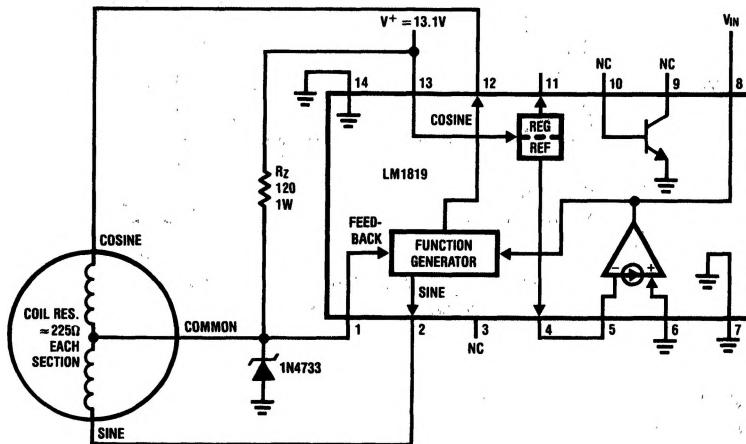 V+ = 13.1V
VIN
14
13
12
11
NC
10
NC
9
8
COSINE
REG
REF
RZ
120
1W
LM1819
FEED-
BACK
FUNCTION
GENERATOR
SINE
- +
COSINE
COIL RES.
≈225Ω
EACH
SECTION
COMMON
1
2
3
NC
4
5
6
7
1N4733
SINE